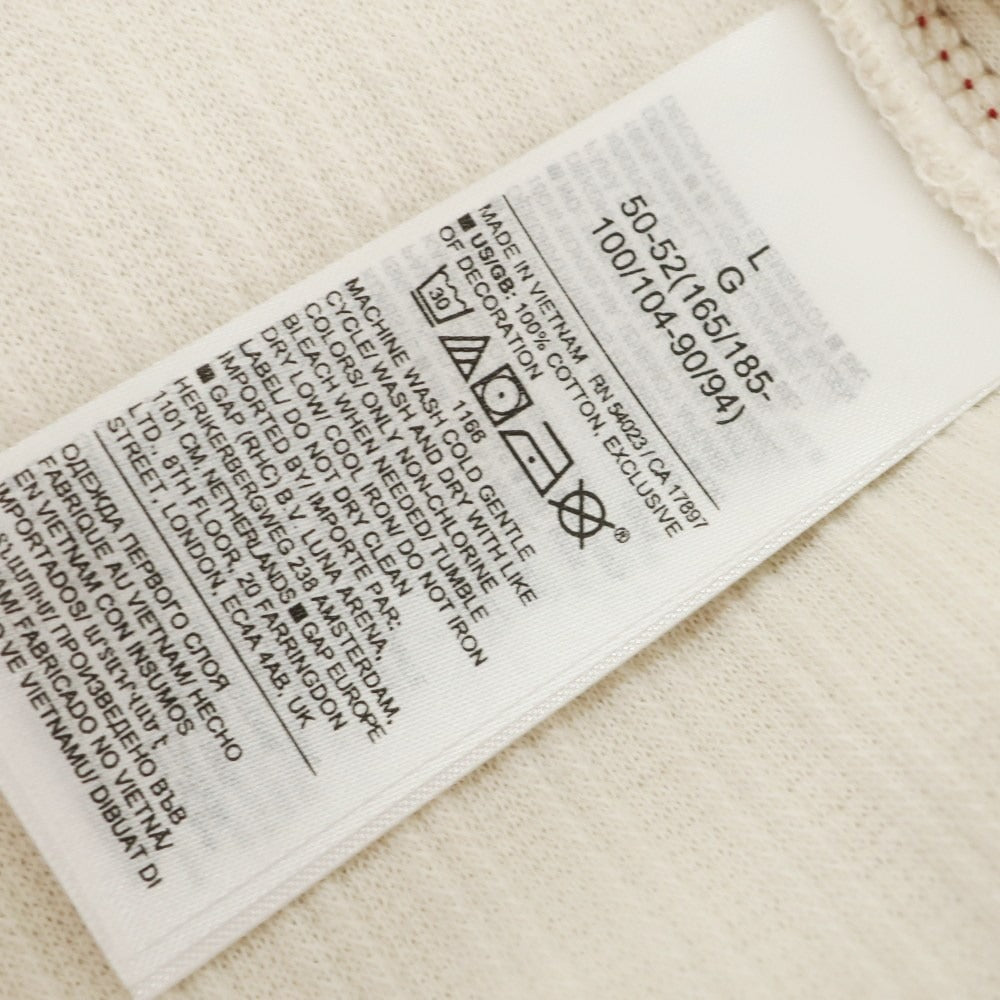 L
G
50-52(165/185-
100/104-90/94)
MADE IN VIETNAM RN 54023 / CA 17897
US/GB: 100% COTTON, EXCLUSIVE
OF DECORATION
30
®
1166
MACHINE WASH COLD GENTLE
CYCLE/ WASH AND DRY WITH LIKE
COLORS/ ONLY NON-CHLORINE
BLEACH WHEN NEEDED/ TUMBLE
DRY LOW/ COOL IRON/ DO NOT IRON
LABEL/ DO NOT DRY CLEAN
IMPORTED BY/ IMPORTE PAR:
GAP (RHC) B.V LUNA ARENA,
HERIKERBERGWEG 238 AMSTERDAM,
1101 CM, NETHERLANDS GAP EUROPE
LTD., 8TH FLOOR, 20 FARRINGDON
STREET, LONDON, EC4A 4AB, UK
ОДЕЖДА ПЕРВОГО СЛОЯ
FABRIQUE AU VIETNAM/ HECHO
EN VIETNAM CON INSUMOS
IMPORTADOS/ ԱՐՏԱԴՐՎԱԾ Է
ПРОИЗВЕДЕНО ВЪВ
FABRICADO NO VIETNÃ/
VE VIETNAMU/ DIBUAT DI